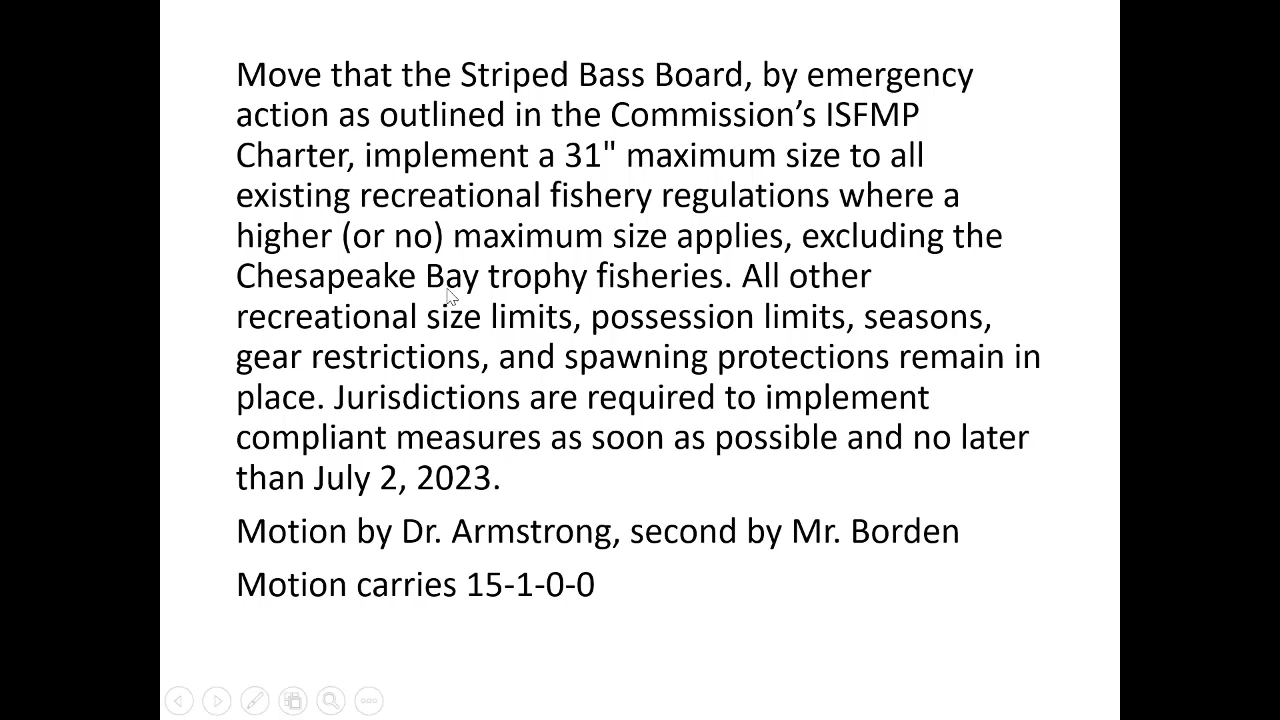 Move that the Striped Bass Board, by emergency
action as outlined in the Commission’s ISFMP
Charter, implement a 31" maximum size to all
existing recreational fishery regulations where a
higher (or no) maximum size applies, excluding the
Chesapeake Bay trophy fisheries. All other
recreational size limits, possession limits, seasons,
gear restrictions, and spawning protections remain in
place. Jurisdictions are required to implement
compliant measures as soon as possible and no later
than July 2, 2023.
Motion by Dr. Armstrong, second by Mr. Borden
Motion carries 15-1-0-0